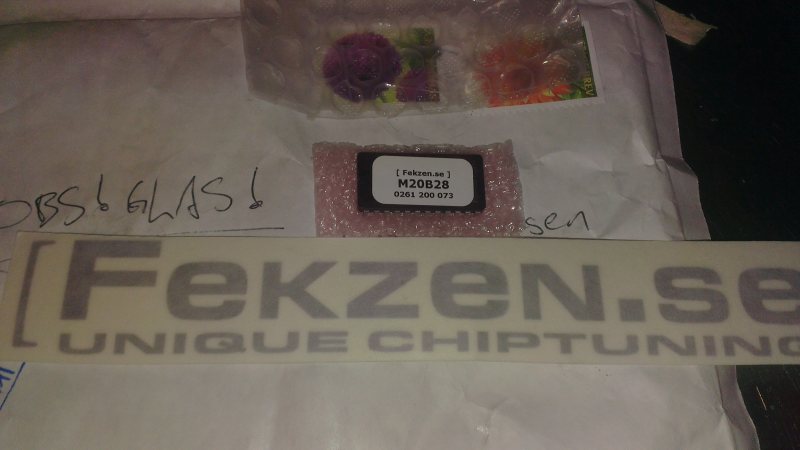 [ Fekzen.se ]
M20B28
0261 200 073
OBS! GLAS!
sen
[FEKZEN.se
UNIQUE CHIPTUNING